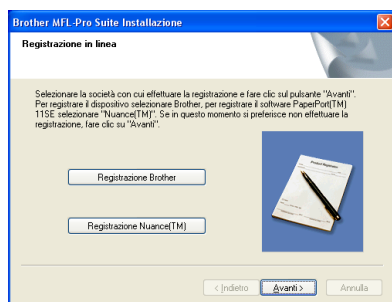 Brother MFL-Pro Suite Installazione
Registrazione in linea
Selezionare la società con cui effettuare la registrazione e fare clic sul pulsante "Avanti".
Per registrare il dispositivo selezionare Brother, per registrare il software PaperPort(TM)
11SE selezionare "Nuance(TM)". Se in questo momento si preferisce non effettuare la
registrazione, fare clic su "Avanti".
Registrazione Brother
Product Registration
Registrazione Nuance(TM)
< Indietro
Avanti >
Annulla